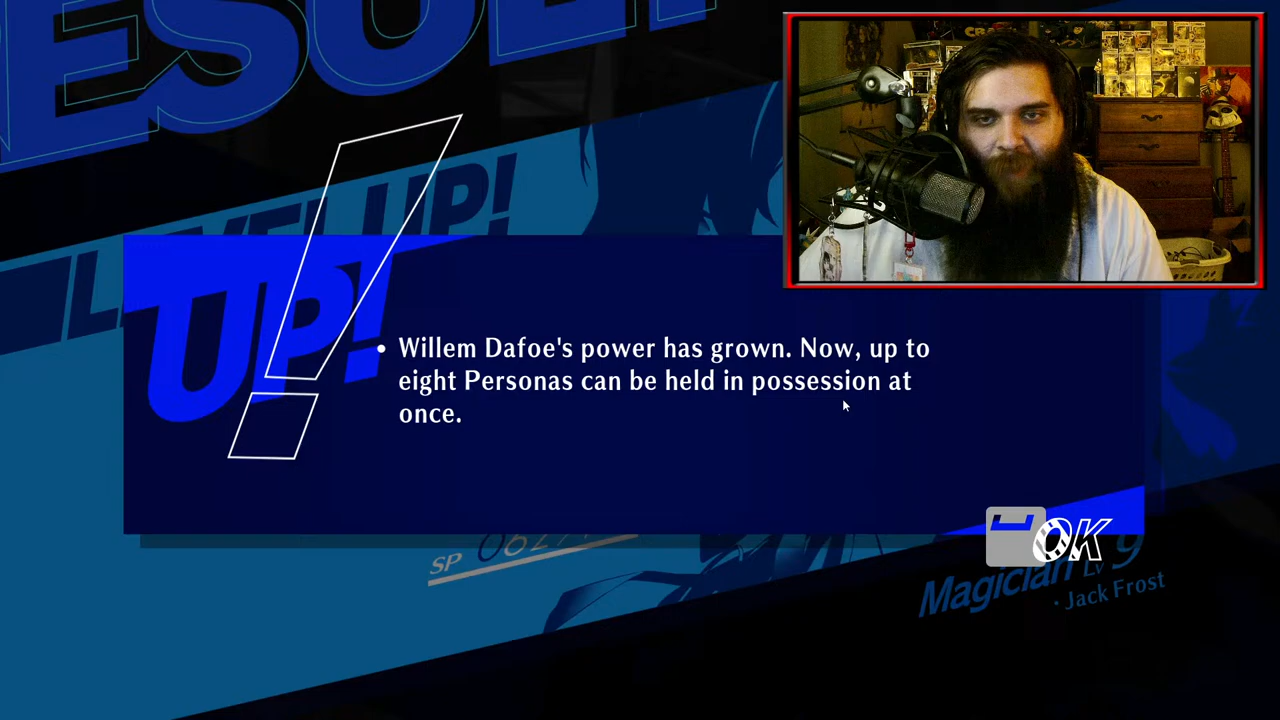 ESUL
LEVEL UP!
UP!
• Willem Dafoe's power has grown. Now, up to
eight Personas can be held in possession at
once.
OK
SP
Magician Lv 9
· Jack Frost